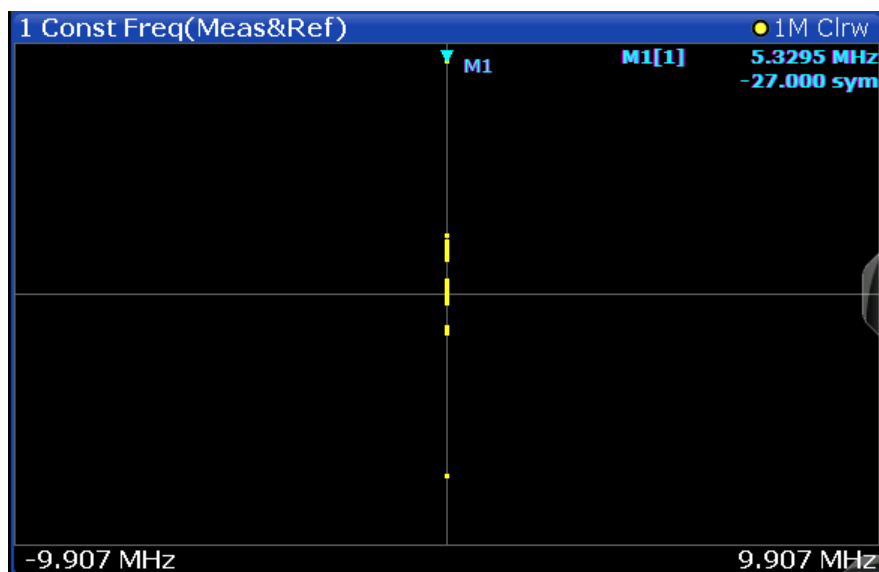 1 Const Freq(Meas&Ref) 1M Clrw
M1 M1[1] 5.3295 MHz
-27.000 sym
-9.907 MHz 9.907 MHz